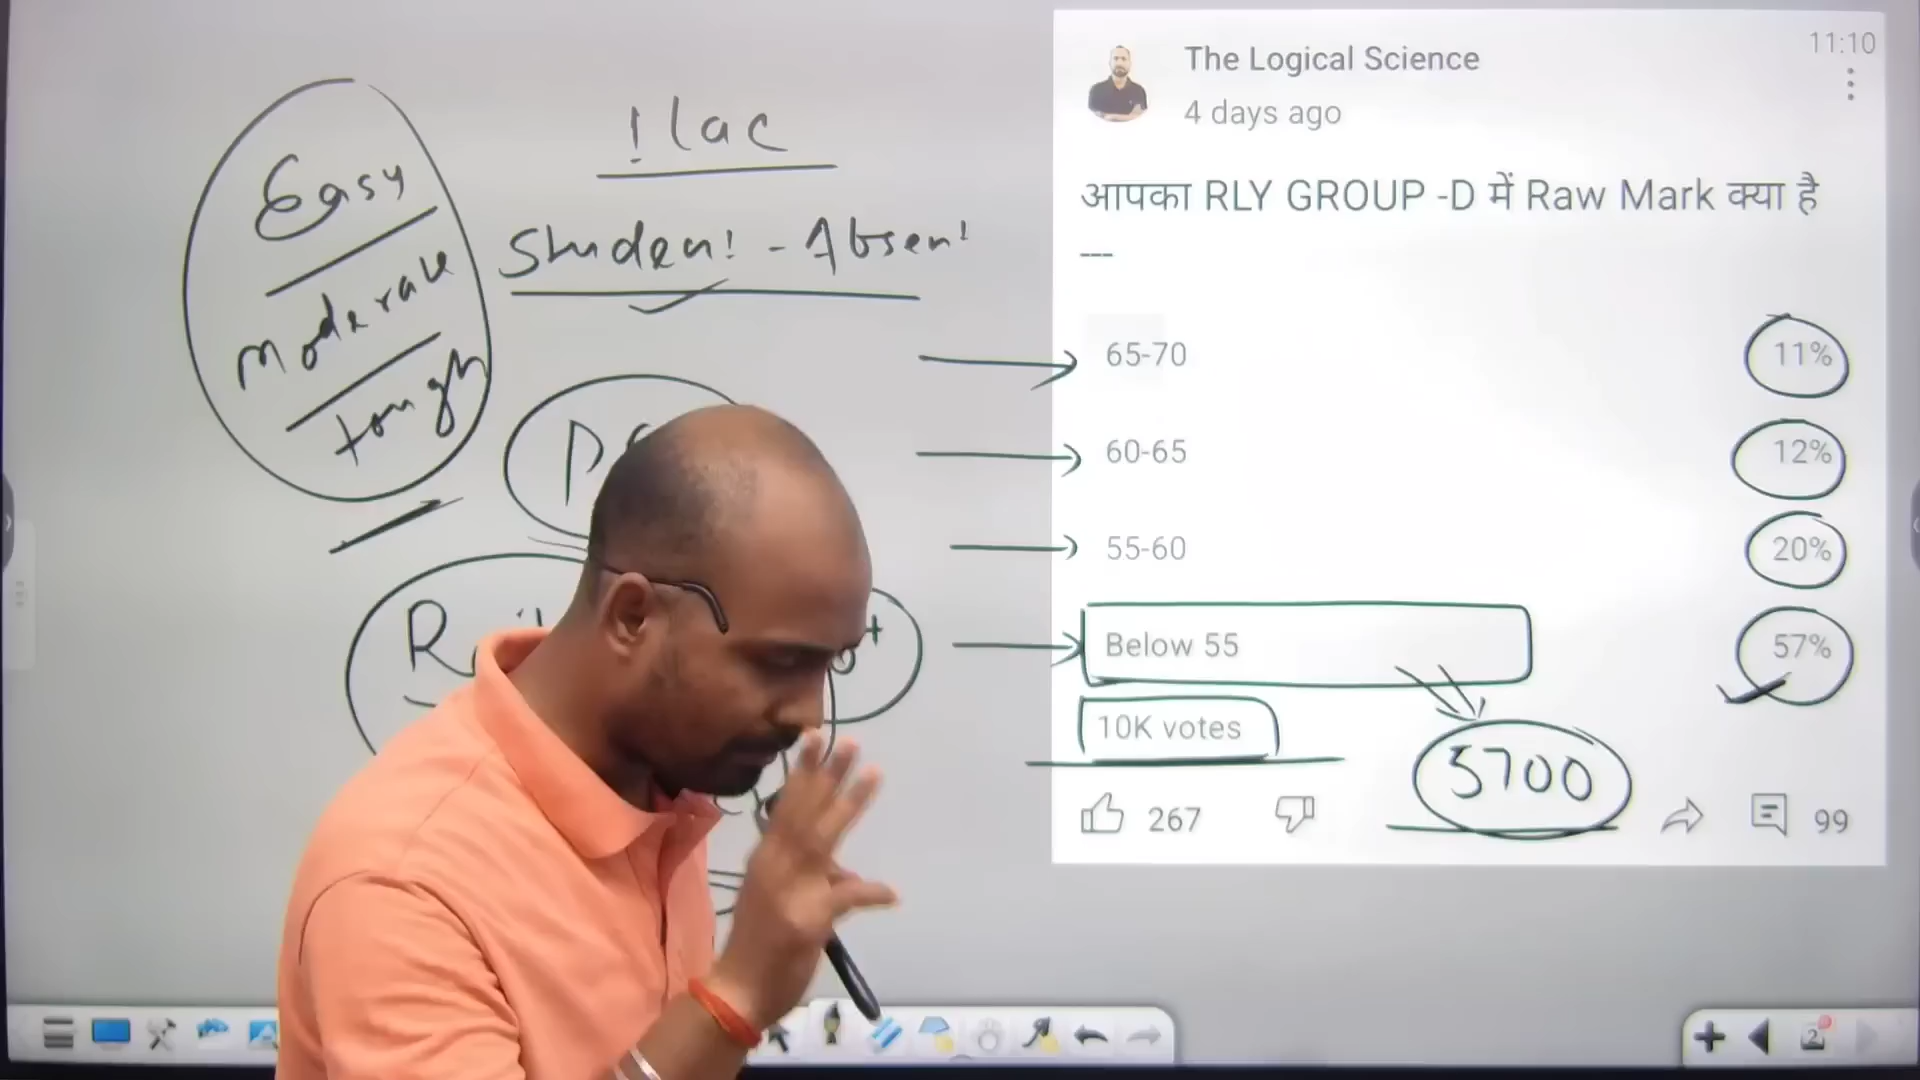 Easy
Moderate
tough
1 lac
Student - Absent
The Logical Science
4 days ago
11:10
आपका RLY GROUP -D में Raw Mark क्या है
---
65-70 11%
60-65 12%
55-60 20%
Below 55 57%
10K votes
5700
267
99
2